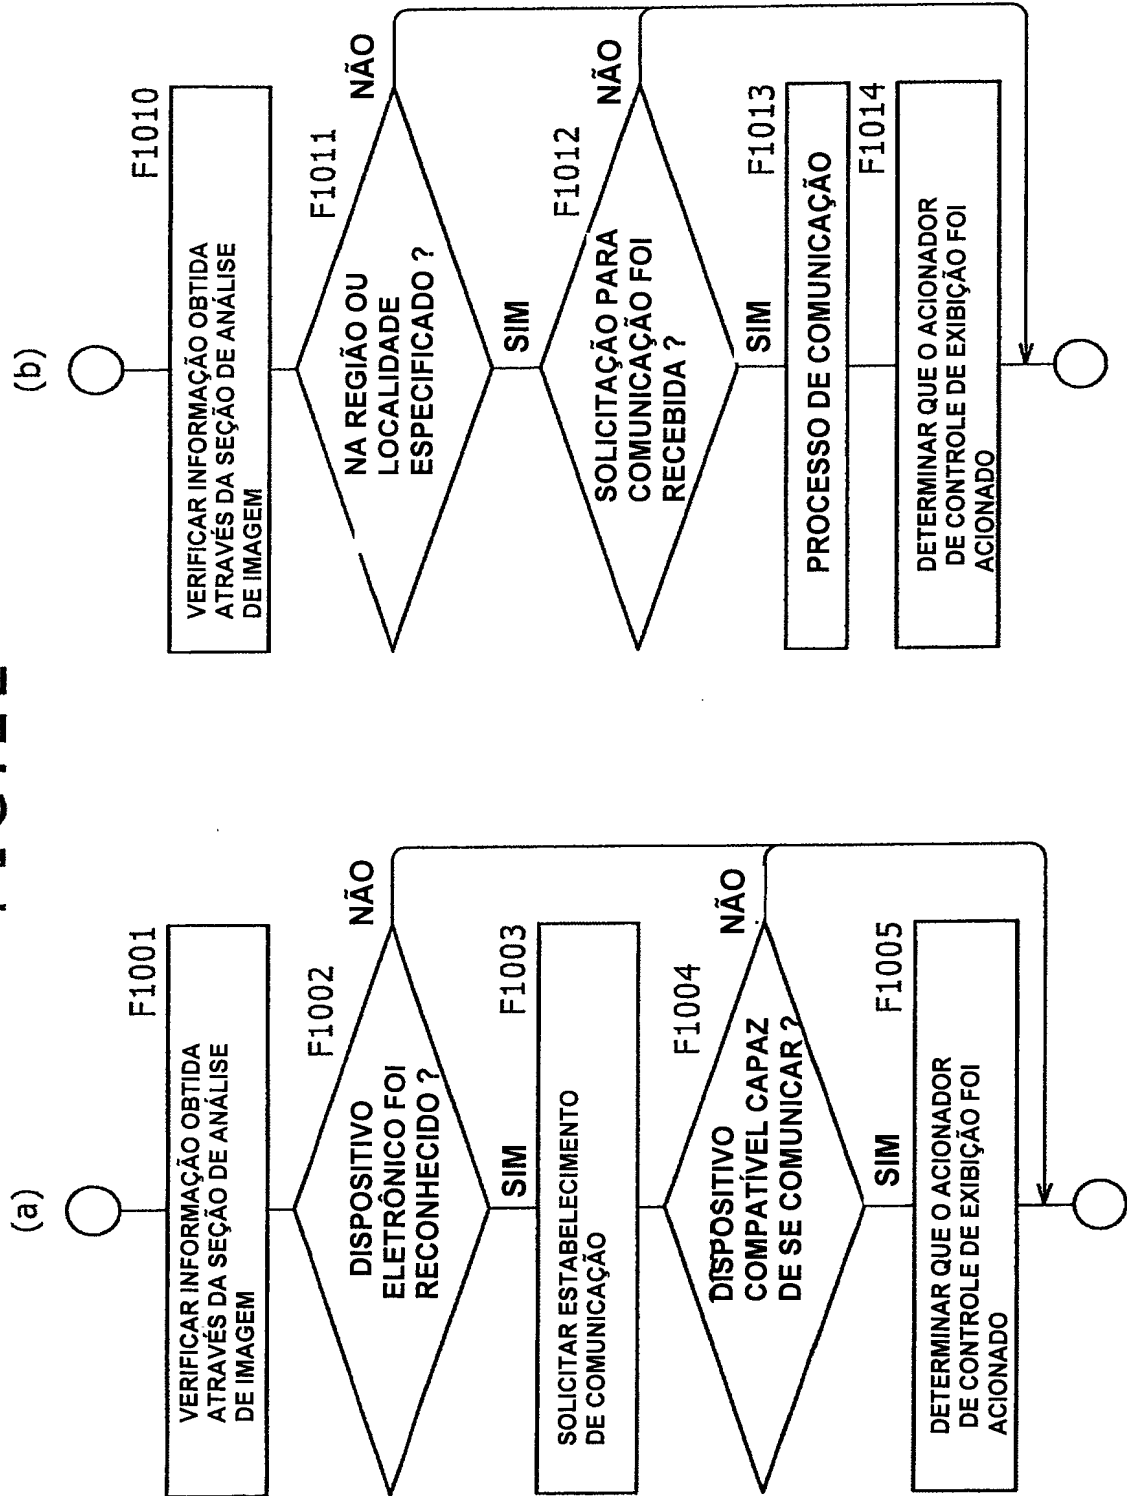 (a)
F1001
VERIFICAR INFORMAÇÃO OBTIDA
ATRAVÉS DA SEÇÃO DE ANÁLISE
DE IMAGEM
F1002
DISPOSITIVO
ELETRÔNICO FOI
RECONHECIDO ?
NÃO
SIM
F1003
SOLICITAR ESTABELECIMENTO
DE COMUNICAÇÃO
F1004
DISPOSITIVO
COMPATÍVEL CAPAZ
DE SE COMUNICAR ?
NÃO
SIM
F1005
DETERMINAR QUE O ACIONADOR
DE CONTROLE DE EXIBIÇÃO FOI
ACIONADO
(b)
F1010
VERIFICAR INFORMAÇÃO OBTIDA
ATRAVÉS DA SEÇÃO DE ANÁLISE
DE IMAGEM
F1011
NA REGIÃO OU
LOCALIDADE
ESPECIFICADO ?
NÃO
SIM
F1012
SOLICITAÇÃO PARA
COMUNICAÇÃO FOI
RECEBIDA ?
NÃO
SIM
F1013
PROCESSO DE COMUNICAÇÃO
F1014
DETERMINAR QUE O ACIONADOR
DE CONTROLE DE EXIBIÇÃO FOI
ACIONADO